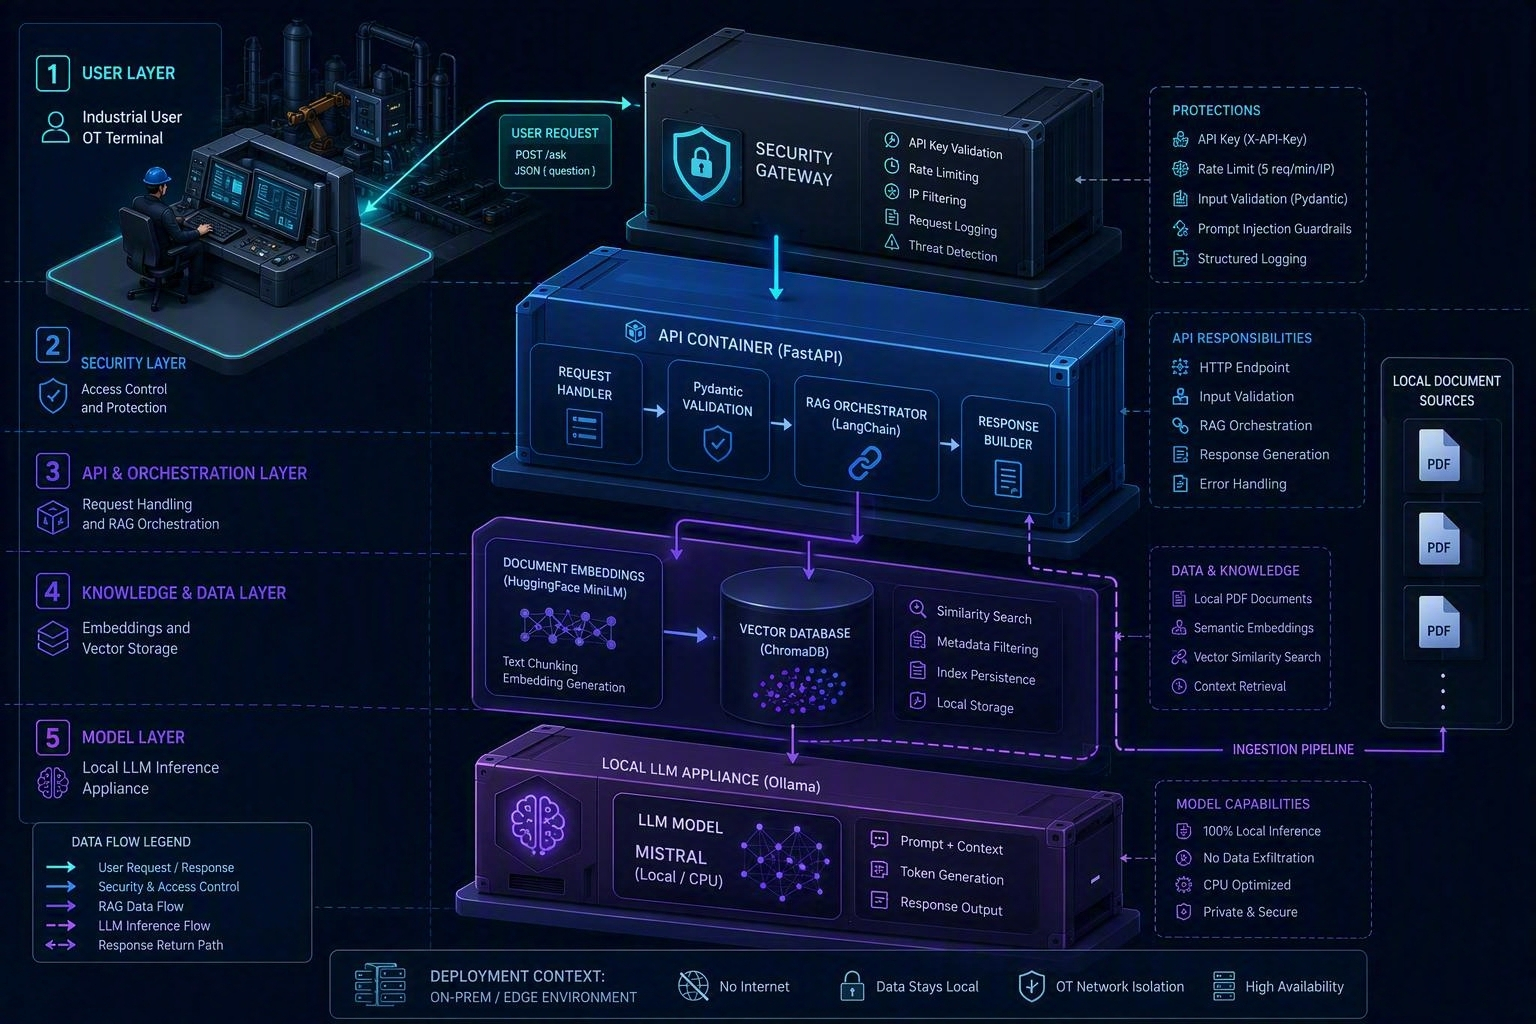 1 USER LAYER
Industrial User
OT Terminal
2
SECURITY LAYER
Access Control
and Protection
3 API & ORCHESTRATION LAYER
Request Handling
and RAG Orchestration
4 KNOWLEDGE & DATA LAYER
Embeddings and
Vector Storage
5 MODEL LAYER
Local LLM Inference
Appliance
DATA FLOW LEGEND
User Request / Response
Security & Access Control
RAG Data Flow
LLM Inference Flow
Response Return Path
USER REQUEST
POST /ask
JSON { question }
SECURITY
GATEWAY
API Key Validation
Rate Limiting
IP Filtering
Request Logging
Threat Detection
PROTECTIONS
API Key (X-API-Key)
Rate Limit (5 req/min/IP)
Input Validation (Pydantic)
Prompt Injection Guardrails
Structured Logging
API CONTAINER (FastAPI)
REQUEST
HANDLER
Pydantic
VALIDATION
RAG ORCHESTRATOR
(LangChain)
RESPONSE
BUILDER
API RESPONSIBILITIES
HTTP Endpoint
Input Validation
RAG Orchestration
Response Generation
Error Handling
LOCAL DOCUMENT
SOURCES
PDF
PDF
PDF
DOCUMENT EMBEDDINGS
(HuggingFace MiniLM)
Text Chunking
Embedding Generation
VECTOR DATABASE
(ChromaDB)
Similarity Search
Metadata Filtering
Index Persistence
Local Storage
DATA & KNOWLEDGE
Local PDF Documents
Semantic Embeddings
Vector Similarity Search
Context Retrieval
INGESTION PIPELINE
LOCAL LLM APPLIANCE (Ollama)
LLM MODEL
MISTRAL
(Local / CPU)
Prompt + Context
Token Generation
Response Output
MODEL CAPABILITIES
100% Local Inference
No Data Exfiltration
CPU Optimized
Private & Secure
DEPLOYMENT CONTEXT:
ON-PREM / EDGE ENVIRONMENT
No Internet
Data Stays Local
OT Network Isolation
High Availability